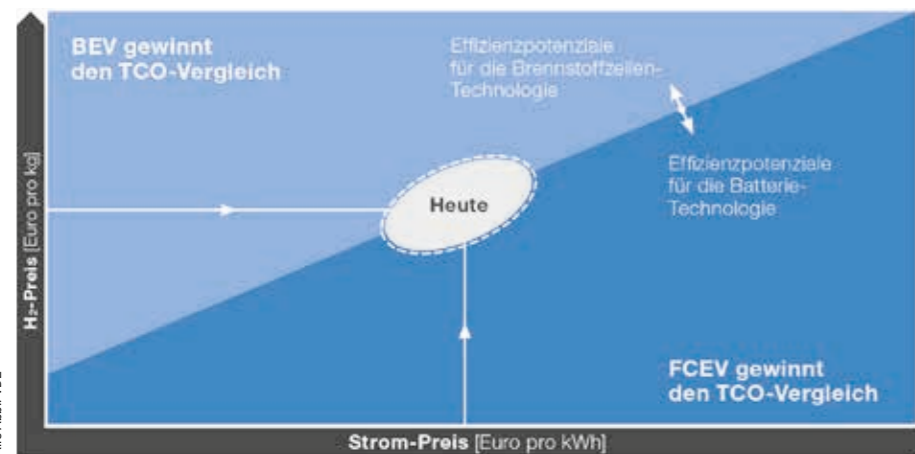 BEV gewinnt
den TCO-Vergleich
Effizienzpotenziale
für die Brennstoffzellen-
Technologie
Effizienzpotenziale
für die Batterie-
Technologie
Heute
FCEV gewinnt
den TCO-Vergleich
H₂-Preis [Euro pro kg]
Strom-Preis [Euro pro kWh]